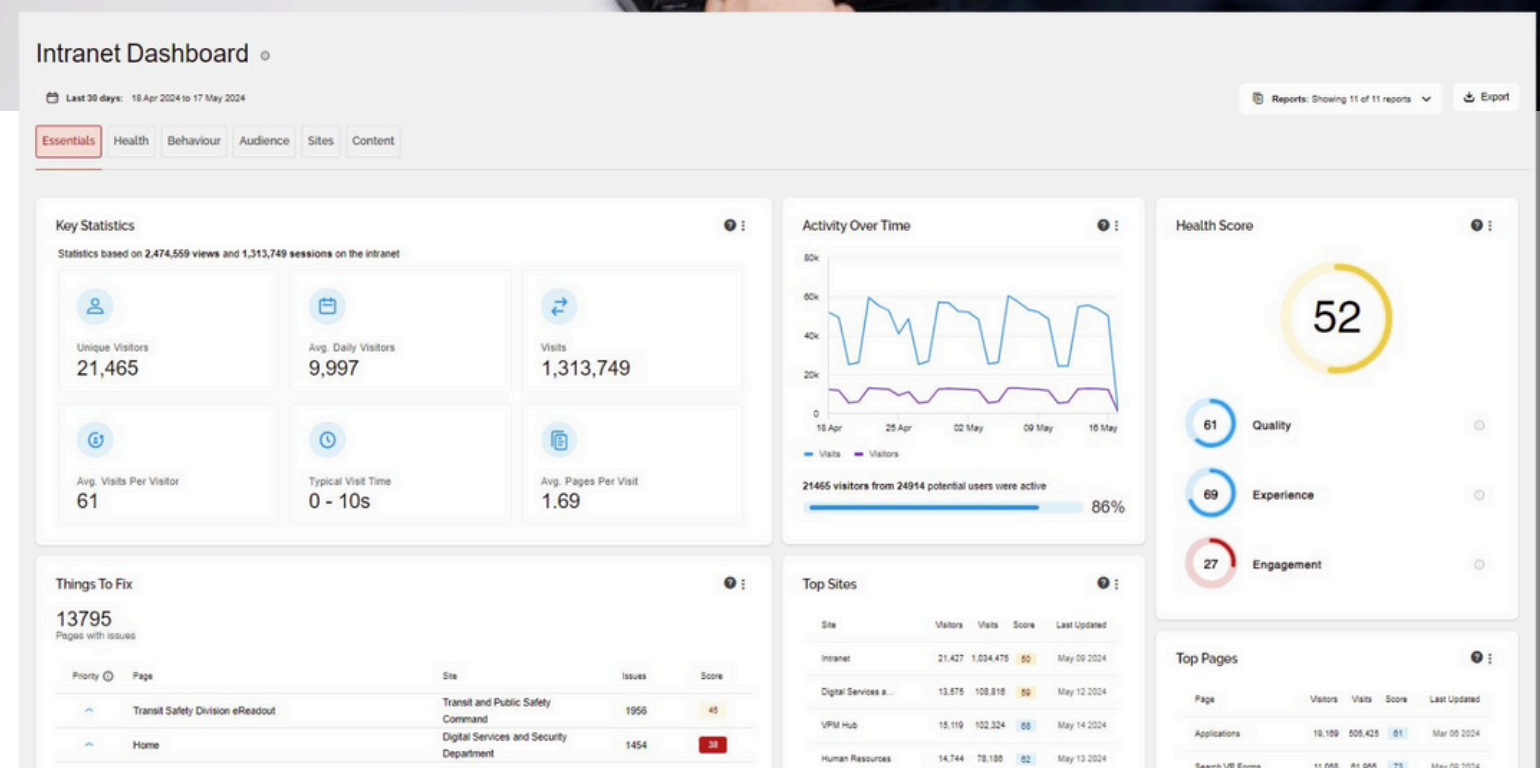 Intranet Dashboard
Last 30 days: 18 Apr 2024 to 17 May 2024
Reports: Showing 11 of 11 reports
Export
Essentials
Health
Behaviour
Audience
Sites
Content
Key Statistics
Statistics based on 2,474,559 views and 1,313,749 sessions on the intranet
Unique Visitors
21,465
Avg. Daily Visitors
9,997
Visits
1,313,749
Avg. Visits Per Visitor
61
Typical Visit Time
0 - 10s
Avg. Pages Per Visit
1.69
Activity Over Time
80k
60k
40k
20k
0
18 Apr
25 Apr
02 May
09 May
16 May
Visits
Visitors
21465 visitors from 24914 potential users were active
86%
Health Score
52
61 Quality
69 Experience
27 Engagement
Things To Fix
13795
Pages with issues
Priority Page Site Issues Score
Transit Safety Division eReadout Transit and Public Safety Command 1956 45
Home Digital Services and Security Department 1454 38
Top Sites
Site Visitors Visits Score Last Updated
Intranet 21,427 1,034,476 60 May 09 2024
Digital Services a... 13,575 108,816 59 May 12 2024
VPM Hub 15,119 102,324 68 May 14 2024
Human Resources 14,744 78,186 62 May 13 2024
Top Pages
Page Visitors Visits Score Last Updated
Applications 19,169 505,425 61 Mar 06 2024